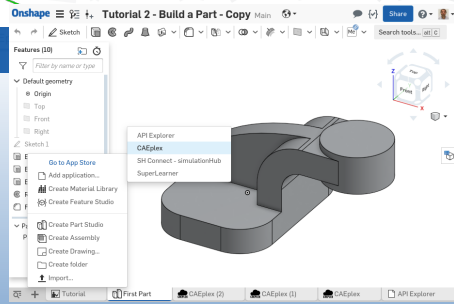 Onshape Tutorial 2 - Build a Part - Copy Main Share
Sketch Search tools... alt C
Features (10)
Filter by name or type
Default geometry
Origin
Top
Front
Right
Sketch 1
Go to App Store
Add application...
Create Material Library
Create Feature Studio
Create Part Studio
Create Assembly
Create Drawing...
Create folder
Import...
API Explorer
CAEplex
SH Connect - simulationHub
SuperLearner
Z
Top
Front
Right
X
Tutorial First Part CAEplex (2) CAEplex (1) CAEplex API Explorer